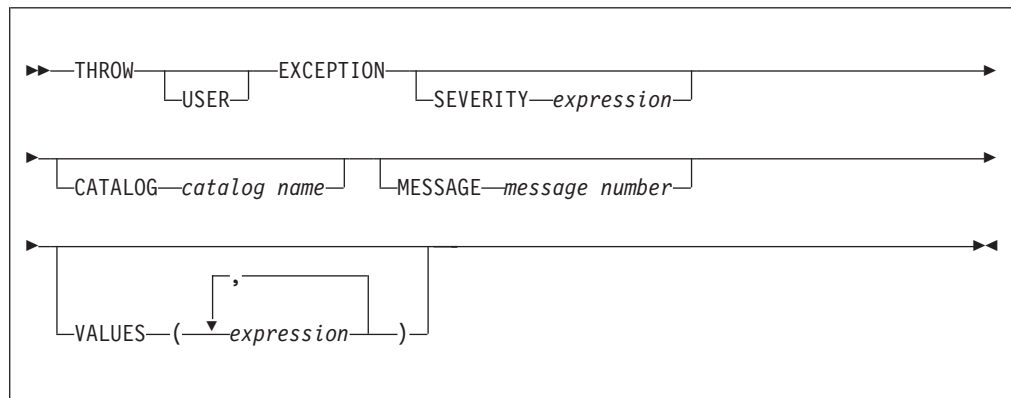 THROW USER EXCEPTION SEVERITY expression
CATALOG catalog name MESSAGE message number
,
VALUES ( expression )